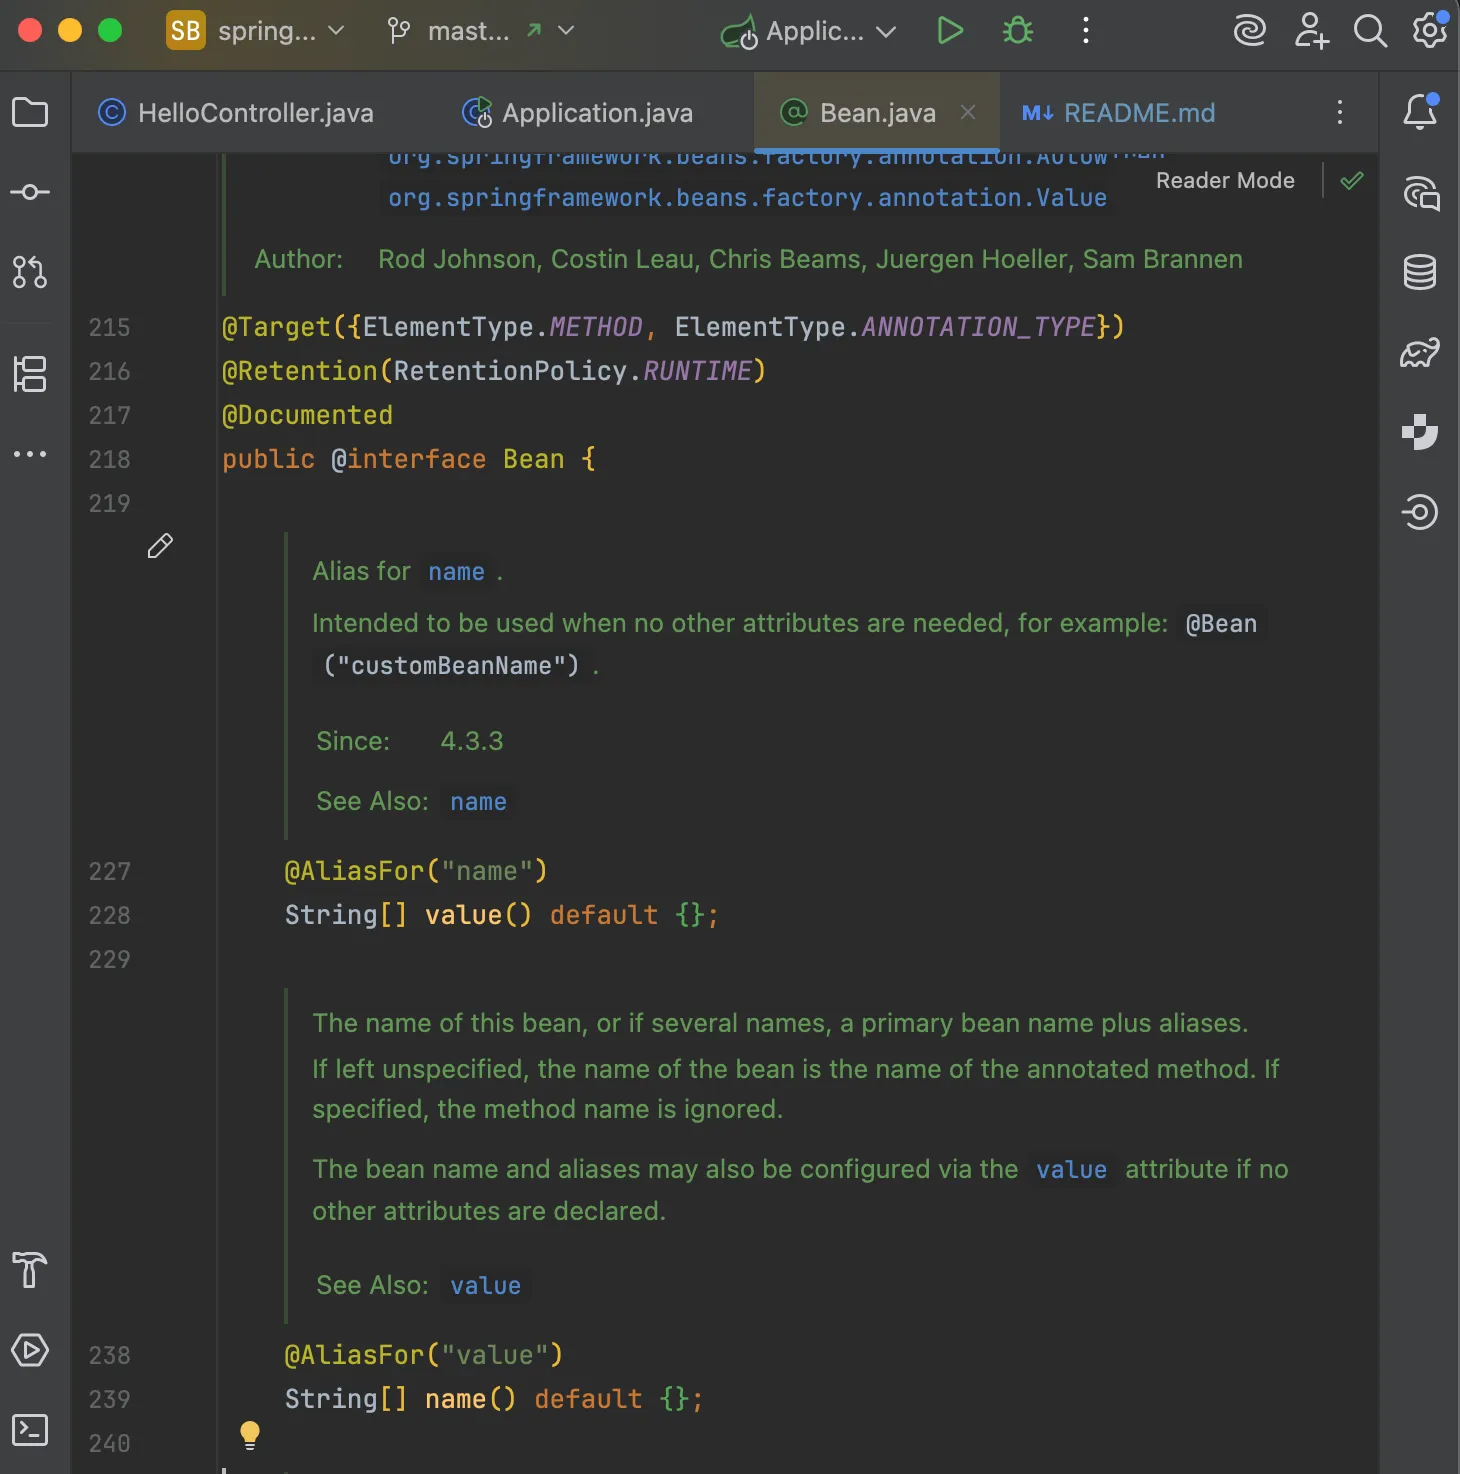 SB spring... mast... Applic...
HelloController.java Application.java Bean.java README.md
org.springframework.beans.factory.annotation.Autowired
org.springframework.beans.factory.annotation.Value
Reader Mode
Author: Rod Johnson, Costin Leau, Chris Beams, Juergen Hoeller, Sam Brannen
215 @Target({ElementType.METHOD, ElementType.ANNOTATION_TYPE})
216 @Retention(RetentionPolicy.RUNTIME)
217 @Documented
218 public @interface Bean {
219
Alias for name .
Intended to be used when no other attributes are needed, for example: @Bean
("customBeanName") .
Since: 4.3.3
See Also: name
227 @AliasFor("name")
228 String[] value() default {};
229
The name of this bean, or if several names, a primary bean name plus aliases.
If left unspecified, the name of the bean is the name of the annotated method. If
specified, the method name is ignored.
The bean name and aliases may also be configured via the value attribute if no
other attributes are declared.
See Also: value
238 @AliasFor("value")
239 String[] name() default {};
240